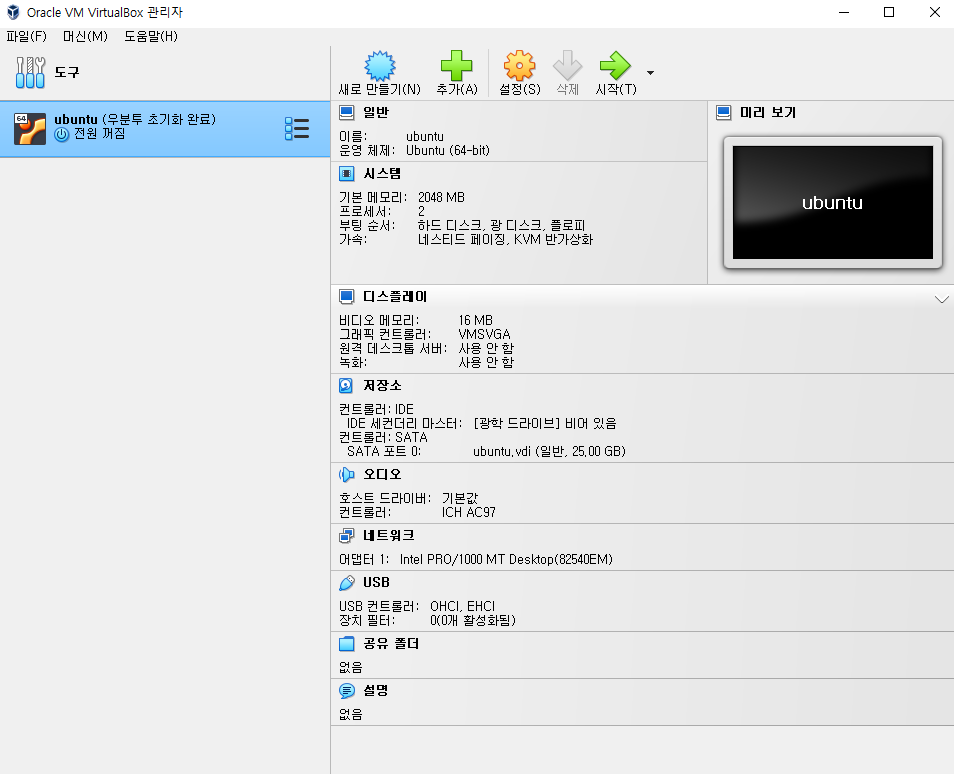 Oracle VM VirtualBox 관리자
파일(F) 머신(M) 도움말(H)
도구
새로 만들기(N) 추가(A) 설정(S) 삭제 시작(T)
64
ubuntu (우분투 초기화 완료)
전원 꺼짐
일반
이름: ubuntu
운영 체제: Ubuntu (64-bit)
시스템
기본 메모리: 2048 MB
프로세서: 2
부팅 순서: 하드 디스크, 광 디스크, 플로피
가속: 네스티드 페이징, KVM 반가상화
미리 보기
ubuntu
디스플레이
비디오 메모리: 16 MB
그래픽 컨트롤러: VMSVGA
원격 데스크톱 서버: 사용 안 함
녹화: 사용 안 함
저장소
컨트롤러: IDE
IDE 세컨더리 마스터: [광학 드라이브] 비어 있음
컨트롤러: SATA
SATA 포트 0: ubuntu.vdi (일반, 25.00 GB)
오디오
호스트 드라이버: 기본값
컨트롤러: ICH AC97
네트워크
어댑터 1: Intel PRO/1000 MT Desktop(82540EM)
USB
USB 컨트롤러: OHCI, EHCI
장치 필터: 0(0개 활성화됨)
공유 폴더
없음
설명
없음